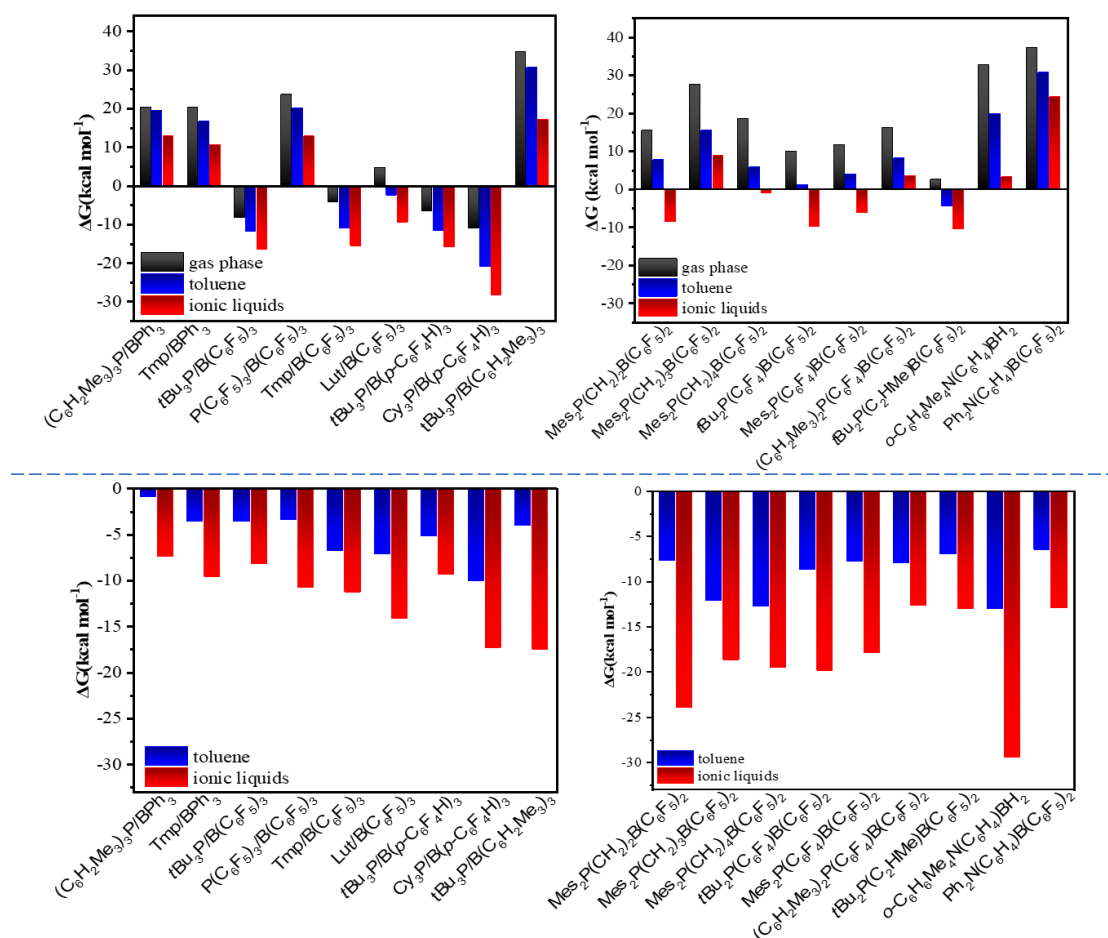 40
30
20
10
0
-10
-20
-30
ΔG(kcal mol⁻¹)
gas phase
toluene
ionic liquids
(C₆H₂Me₃)₃P/BPh₃
Tmp/BPh₃
tBu₃P/B(C₆F₅)₃
P(C₆F₅)₃/B(C₆F₅)₃
Tmp/B(C₆F₅)₃
Lut/B(C₆F₅)₃
tBu₃P/B(p-C₆F₄H)₃
Cy₃P/B(p-C₆F₄H)₃
tBu₃P/B(C₆H₂Me₃)₃
40
30
20
10
0
-10
-20
-30
ΔG (kcal mol⁻¹)
gas phase
toluene
ionic liquids
Mes₂P(CH₂)₂B(C₆F₅)₂
Mes₂P(CH₂)₃B(C₆F₅)₂
Mes₂P(CH₂)₄B(C₆F₅)₂
tBu₂P(C₆F₄)B(C₆F₅)₂
Mes₂P(C₆F₄)B(C₆F₅)₂
(C₆H₂Me₃)₂P(C₆F₄)B(C₆F₅)₂
tBu₂P(C₂HMe)B(C₆F₅)₂
o-C₆H₆Me₄N(C₆H₄)BH₂
Ph₂N(C₆H₄)B(C₆F₅)₂
0
-5
-10
-15
-20
-25
-30
ΔG(kcal mol⁻¹)
toluene
ionic liquids
(C₆H₂Me₃)₃P/BPh₃
Tmp/BPh₃
tBu₃P/B(C₆F₅)₃
P(C₆F₅)₃/B(C₆F₅)₃
Tmp/B(C₆F₅)₃
Lut/B(C₆F₅)₃
tBu₃P/B(p-C₆F₄H)₃
Cy₃P/B(p-C₆F₄H)₃
tBu₃P/B(C₆H₂Me₃)₃
0
-5
-10
-15
-20
-25
-30
ΔG(kcal mol⁻¹)
toluene
ionic liquids
Mes₂P(CH₂)₂B(C₆F₅)₂
Mes₂P(CH₂)₃B(C₆F₅)₂
Mes₂P(CH₂)₄B(C₆F₅)₂
tBu₂P(C₆F₄)B(C₆F₅)₂
Mes₂P(C₆F₄)B(C₆F₅)₂
(C₆H₂Me₃)₂P(C₆F₄)B(C₆F₅)₂
tBu₂P(C₂HMe)B(C₆F₅)₂
o-C₆H₆Me₄N(C₆H₄)BH₂
Ph₂N(C₆H₄)B(C₆F₅)₂